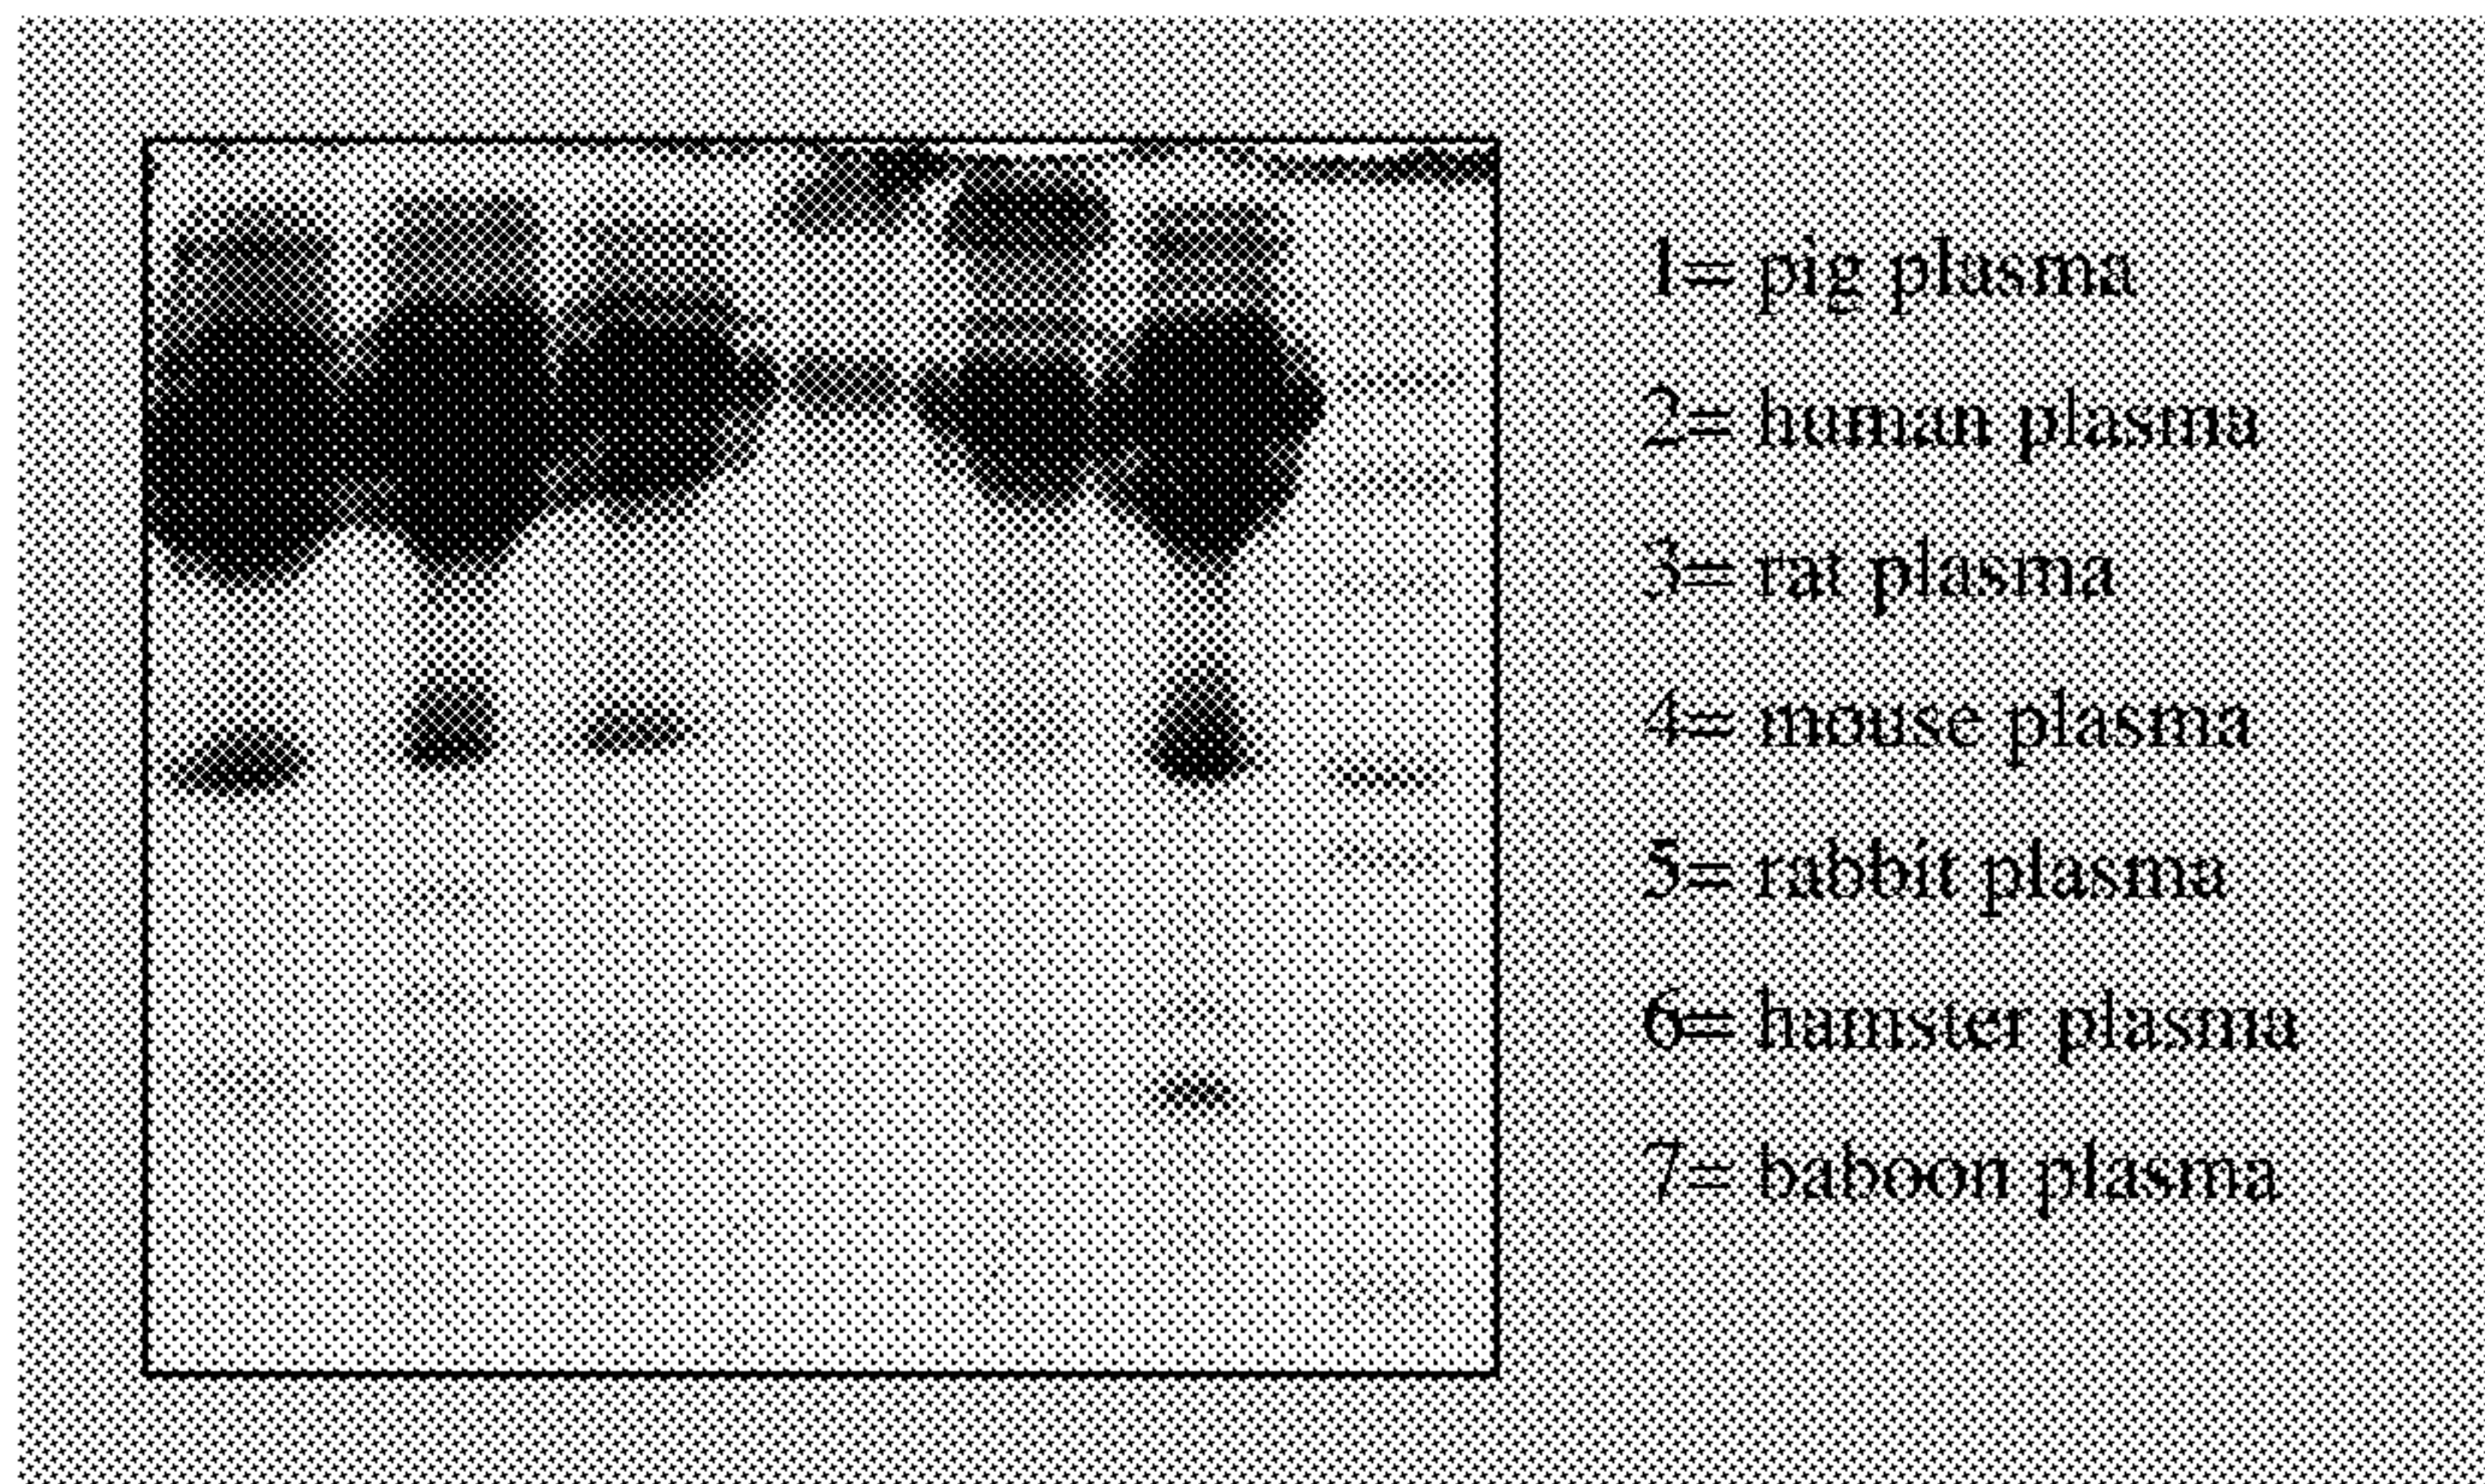 1= pig plasma
2= human plasma
3= rat plasma
4= mouse plasma
5= rabbit plasma
6= hamster plasma
7= baboon plasma